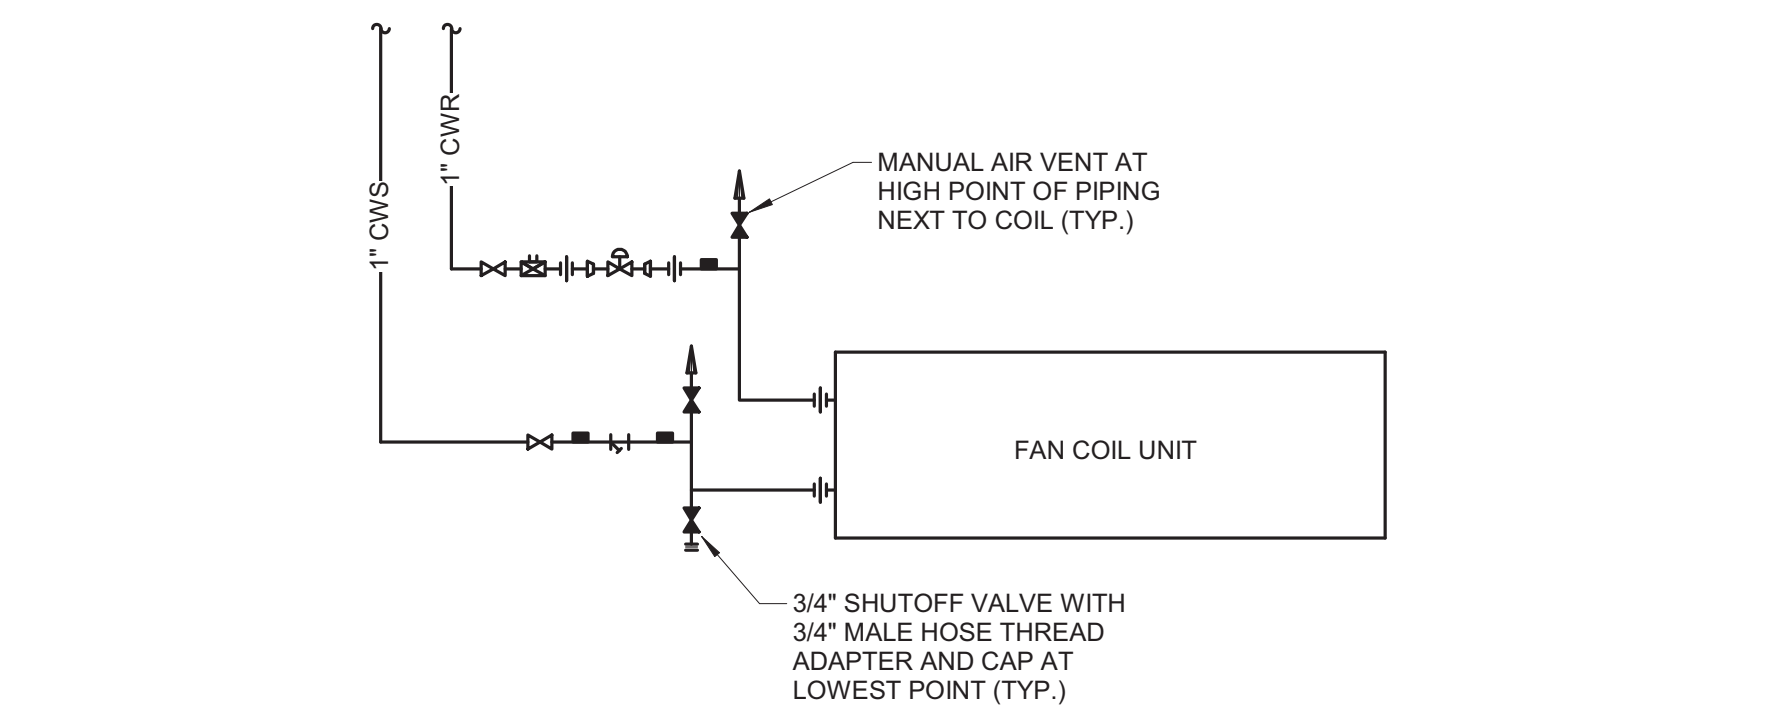 1" CWS
1" CWR
MANUAL AIR VENT AT
HIGH POINT OF PIPING
NEXT TO COIL (TYP.)
FAN COIL UNIT
3/4" SHUTOFF VALVE WITH
3/4" MALE HOSE THREAD
ADAPTER AND CAP AT
LOWEST POINT (TYP.)